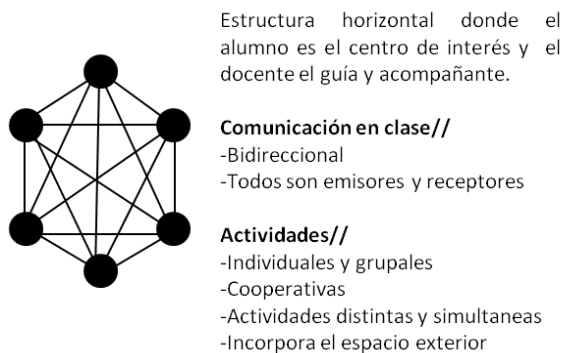 Estructura horizontal donde el
alumno es el centro de interés y el
docente el guía y acompañante.
Comunicación en clase//
-Bidireccional
-Todos son emisores y receptores
Actividades//
-Individuales y grupales
-Cooperativas
-Actividades distintas y simultaneas
-Incorpora el espacio exterior